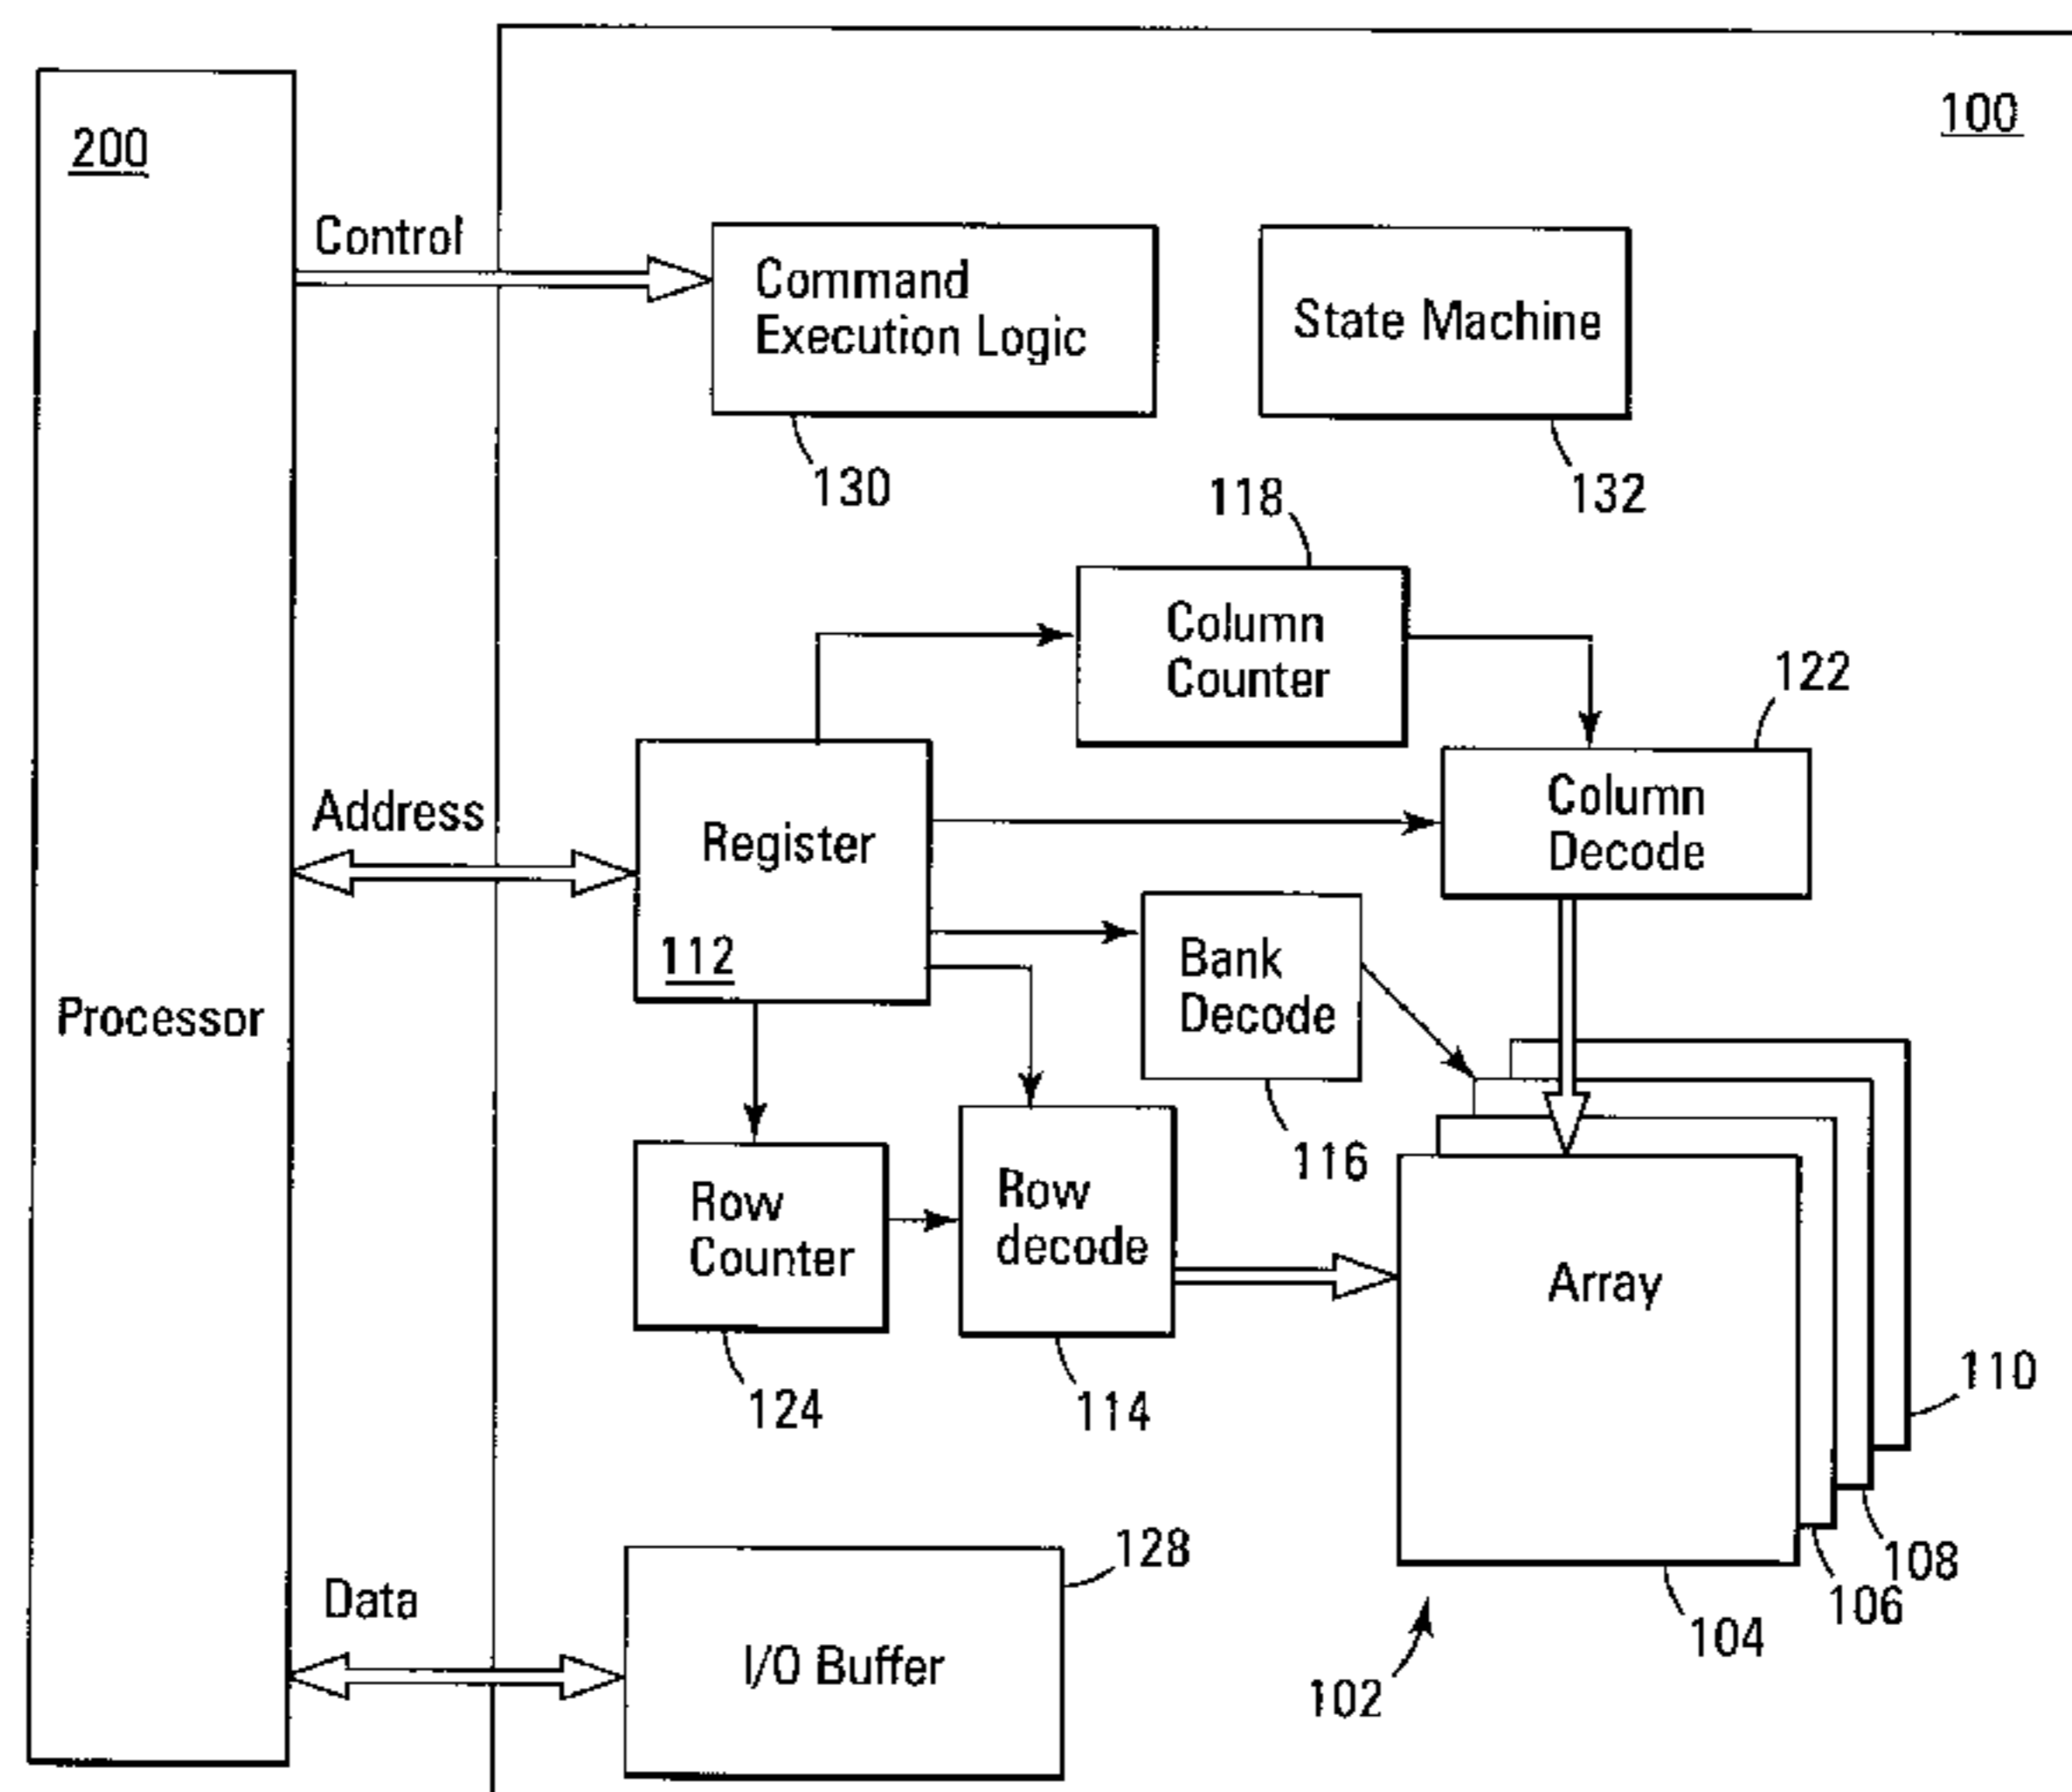 100
200
Control
Command
Execution Logic
State Machine
130
132
118
Column
Counter
122
Address
Register
112
Column
Decode
Bank
Decode
Processor
116
Row
Counter
Row
decode
Array
124
114
110
128
108
106
104
Data
I/O Buffer
102